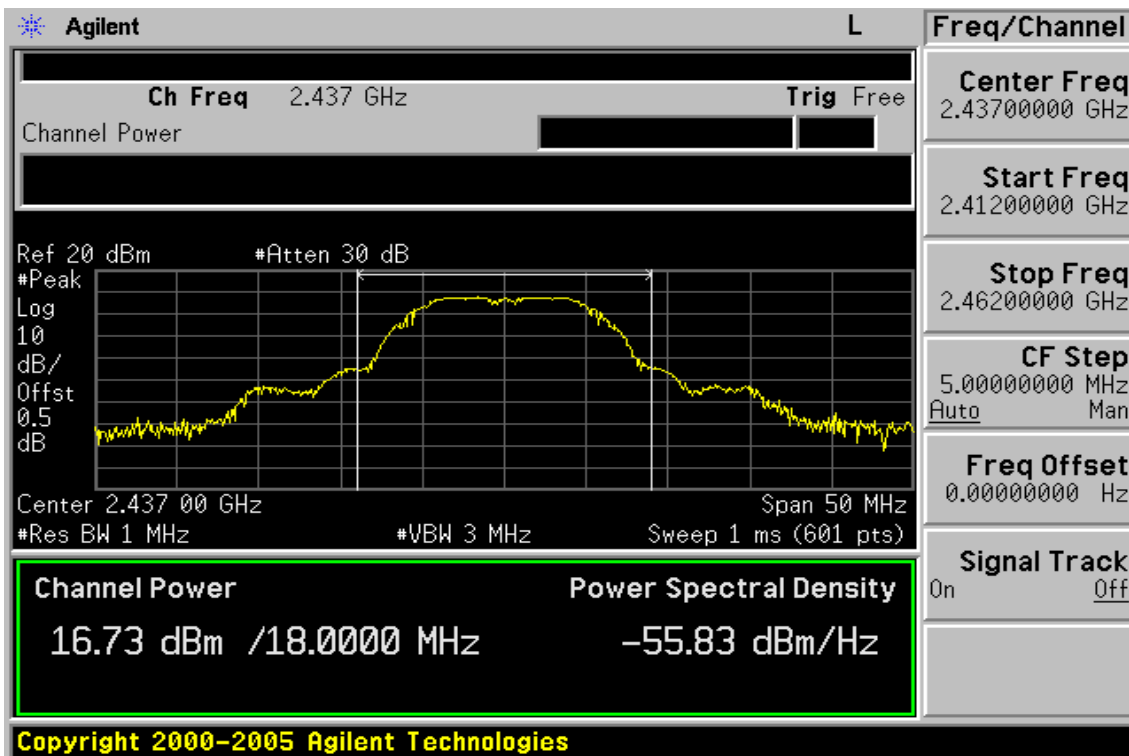 Agilent L Freq/Channel
Ch Freq 2.437 GHz Trig Free
Channel Power
Ref 20 dBm #Atten 30 dB
#Peak
Log
10
dB/
Offst
0.5
dB
Center 2.437 00 GHz Span 50 MHz
#Res BW 1 MHz #VBW 3 MHz Sweep 1 ms (601 pts)
Channel Power Power Spectral Density
16.73 dBm /18.0000 MHz -55.83 dBm/Hz
Copyright 2000-2005 Agilent Technologies
Center Freq
2.43700000 GHz
Start Freq
2.41200000 GHz
Stop Freq
2.46200000 GHz
CF Step
5.00000000 MHz
Auto Man
Freq Offset
0.00000000 Hz
Signal Track
On Off